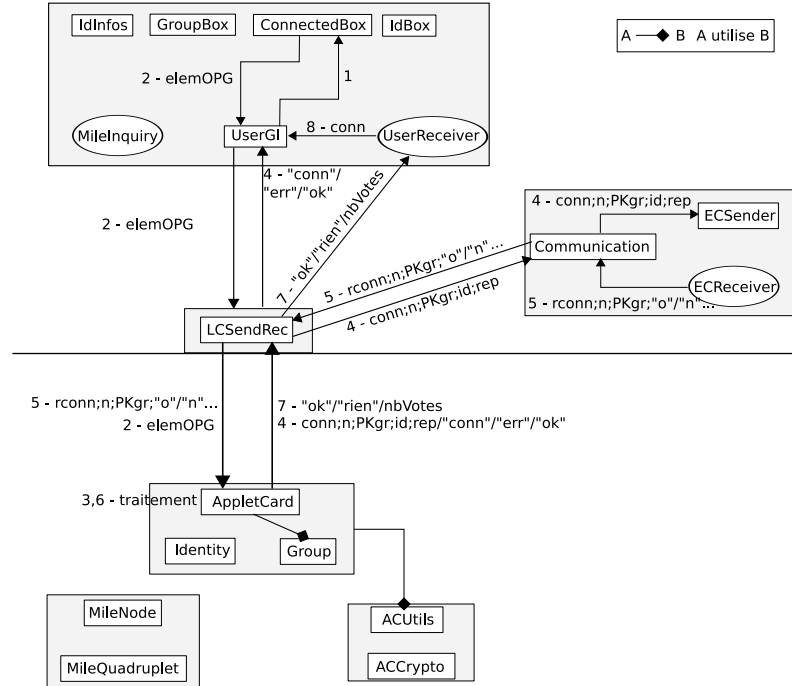 IdInfos
GroupBox
ConnectedBox
IdBox
A B A utilise B
2 - elemOPG
1
MileInquiry
UserGI
8 - conn
UserReceiver
4 - "conn"/
"err"/"ok"
2 - elemOPG
7 - "ok"/"rien"/nbVotes
4 - conn;n;PKgr;id;rep
ECSender
Communication
ECReceiver
5 - rconn;n;PKgr;"o"/"n"...
5 - rconn;n;PKgr;"o"/"n"...
4 - conn;n;PKgr;id;rep
LCSendRec
5 - rconn;n;PKgr;"o"/"n"...
2 - elemOPG
7 - "ok"/"rien"/nbVotes
4 - conn;n;PKgr;id;rep/"conn"/"err"/"ok"
3,6 - traitement
AppletCard
Identity
Group
MileNode
MileQuadruplet
ACUtils
ACCrypto